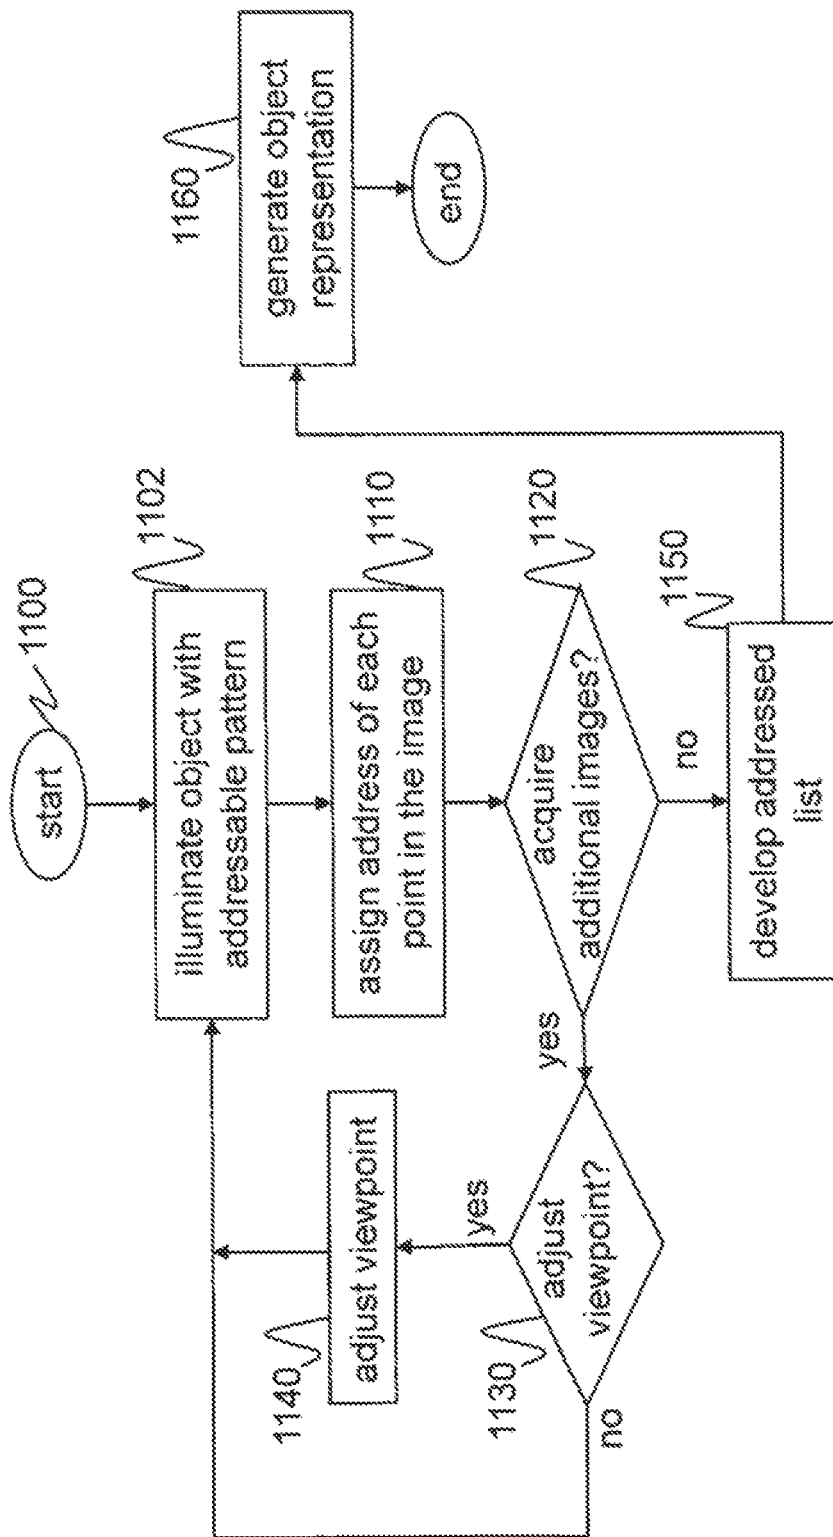 start
1100
illuminate object with
addressable pattern
1102
assign address of each
point in the image
1110
acquire
additional images?
1120
yes
no
adjust
viewpoint?
1130
yes
no
adjust viewpoint
1140
develop addressed
list
1150
generate object
representation
1160
end